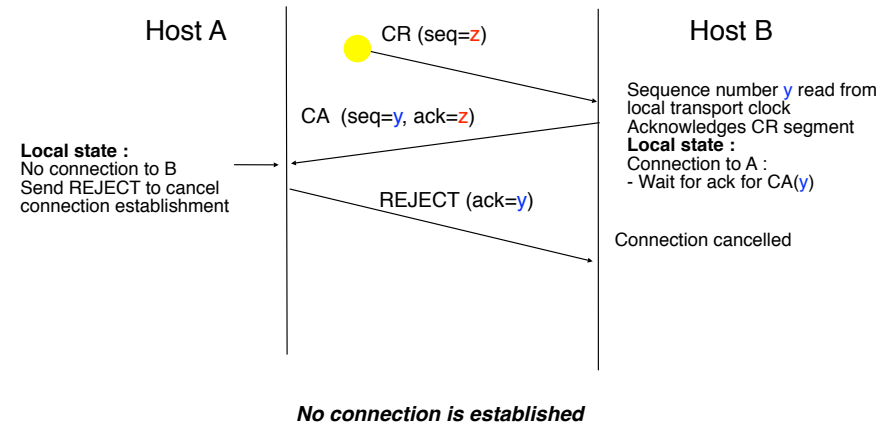 Host A
Host B
CR (seq=z)
Sequence number y read from
local transport clock
Acknowledges CR segment
Local state :
Connection to A :
- Wait for ack for CA(y)
CA (seq=y, ack=z)
Local state :
No connection to B
Send REJECT to cancel
connection establishment
REJECT (ack=y)
Connection cancelled
No connection is established